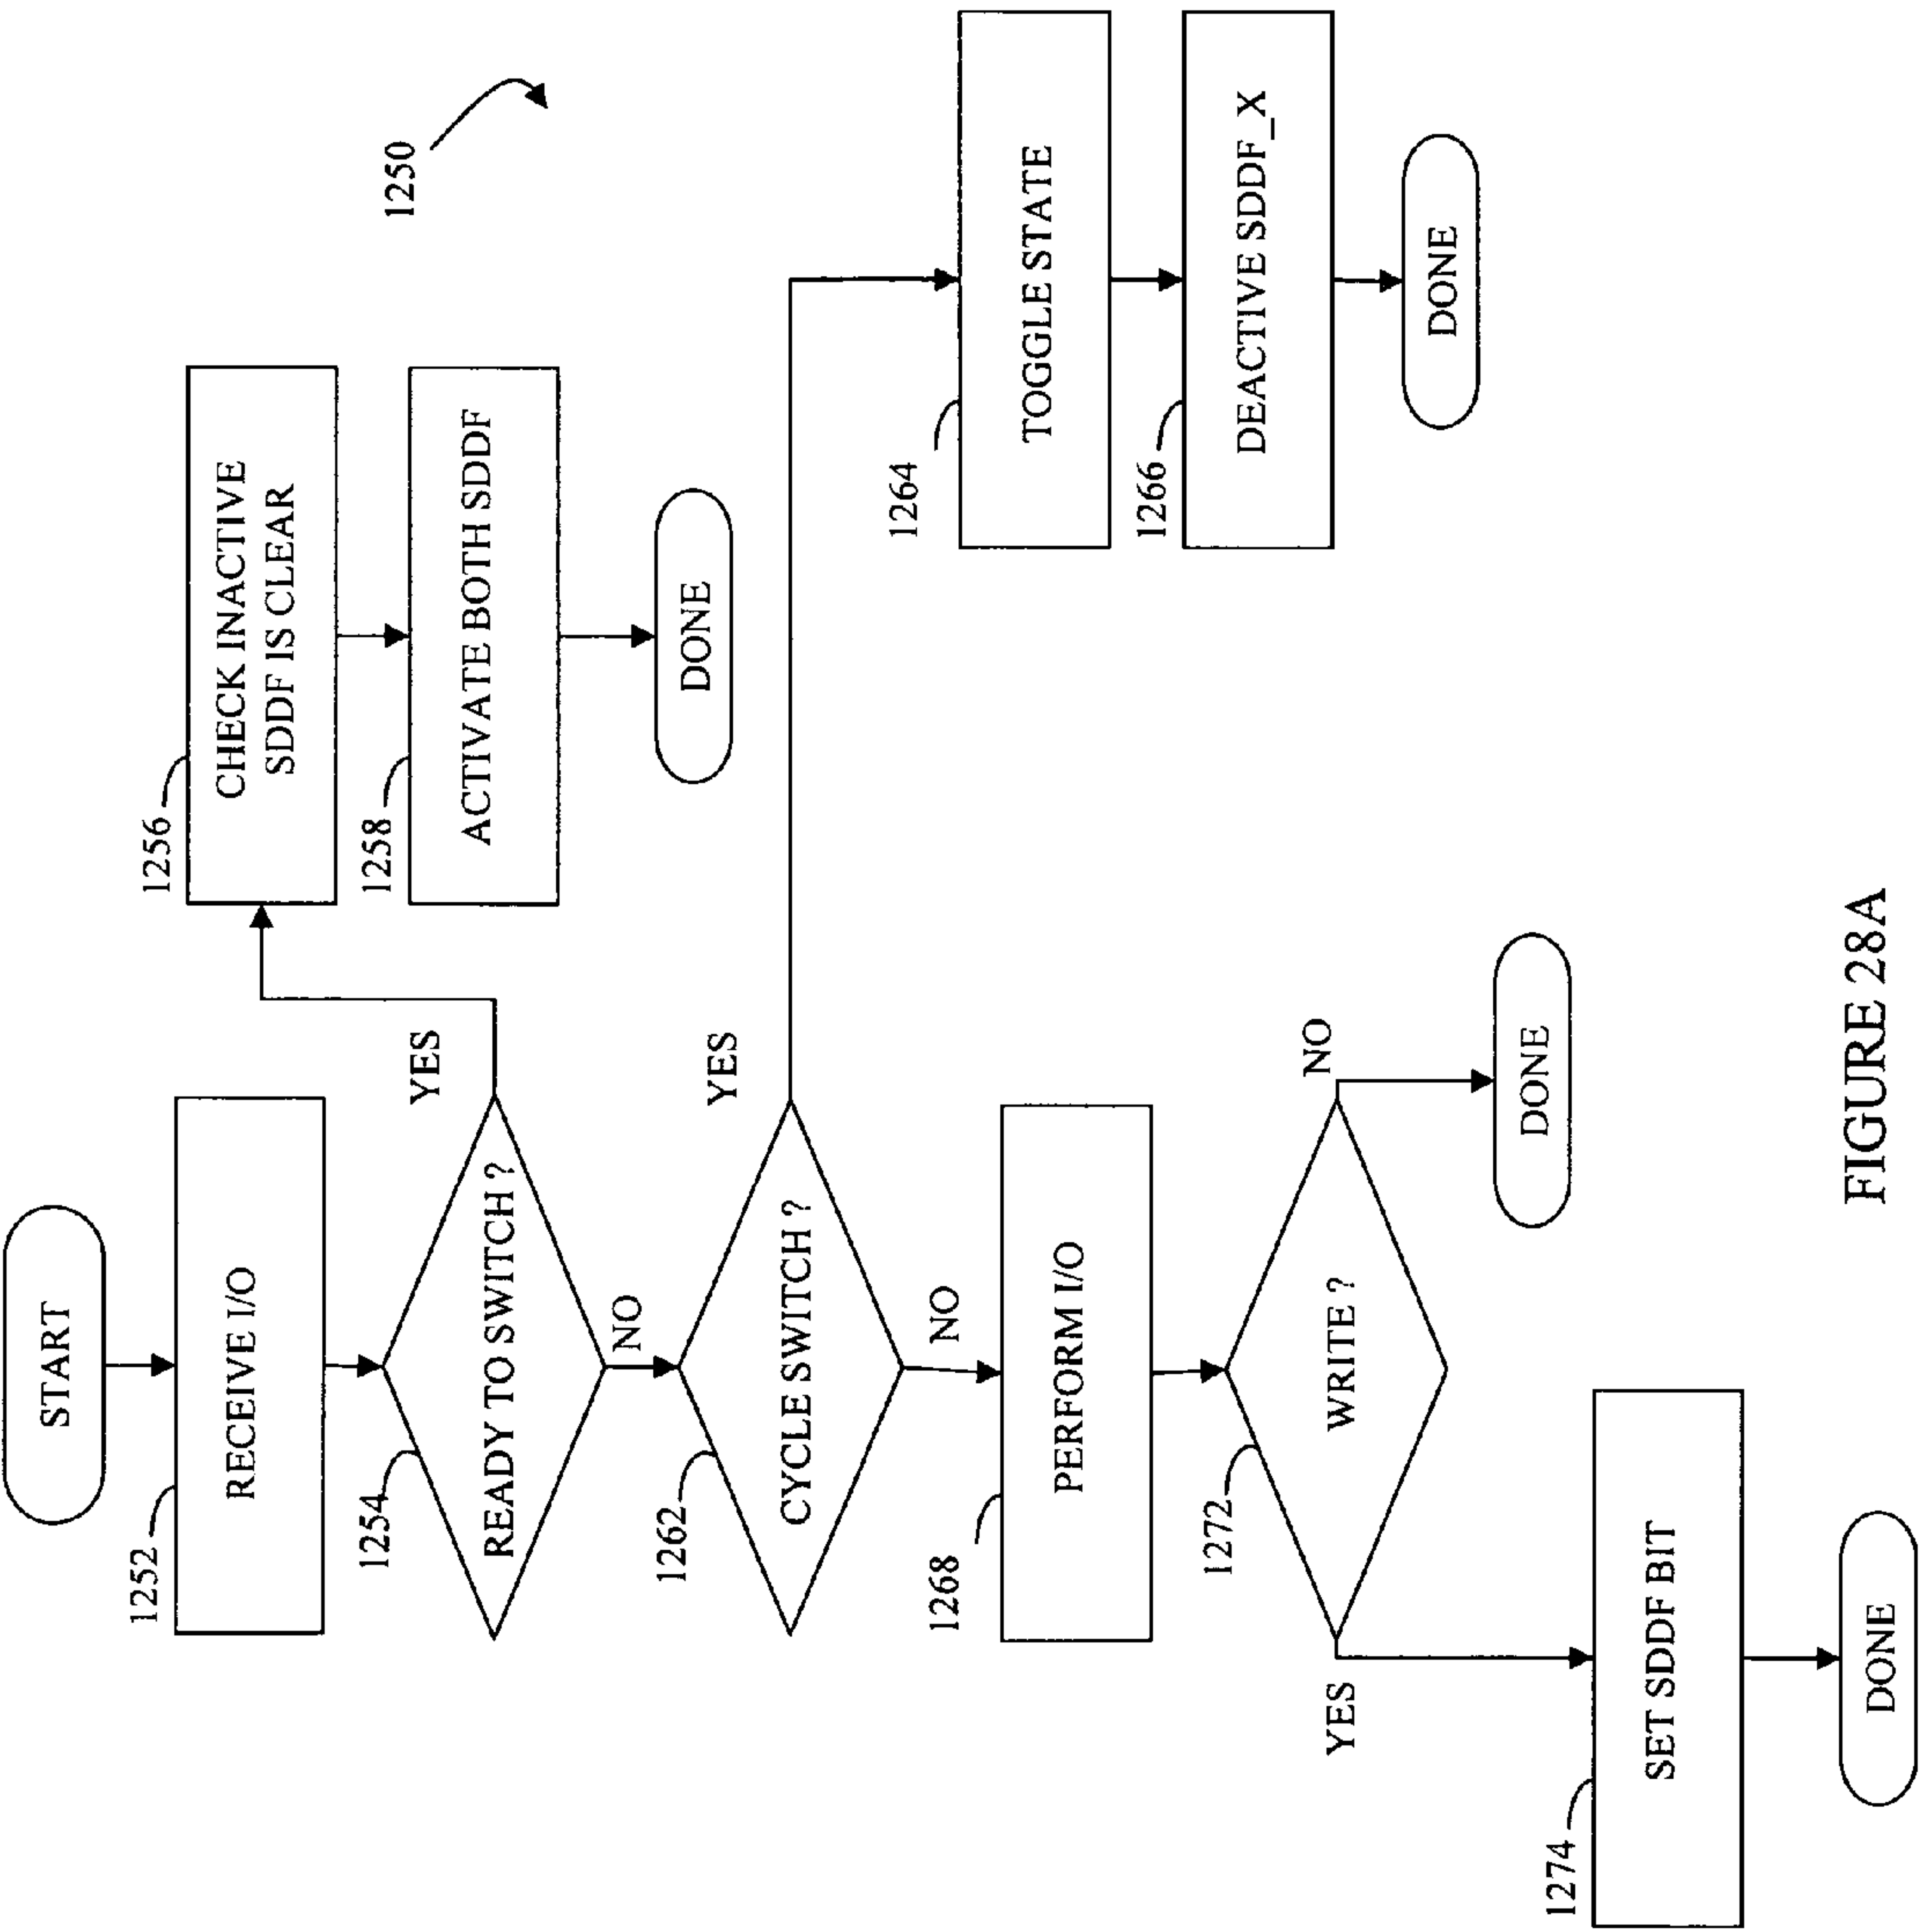 1250
START
1252
RECEIVE I/O
1254
READY TO SWITCH ?
YES
NO
1256
CHECK INACTIVE
SDDF IS CLEAR
1258
ACTIVATE BOTH SDDF
DONE
1262
CYCLE SWITCH ?
YES
NO
1264
TOGGLE STATE
1266
DEACTIVE SDDF_X
DONE
1268
PERFORM I/O
1272
WRITE ?
NO
DONE
YES
1274
SET SDDF BIT
DONE
FIGURE 28A